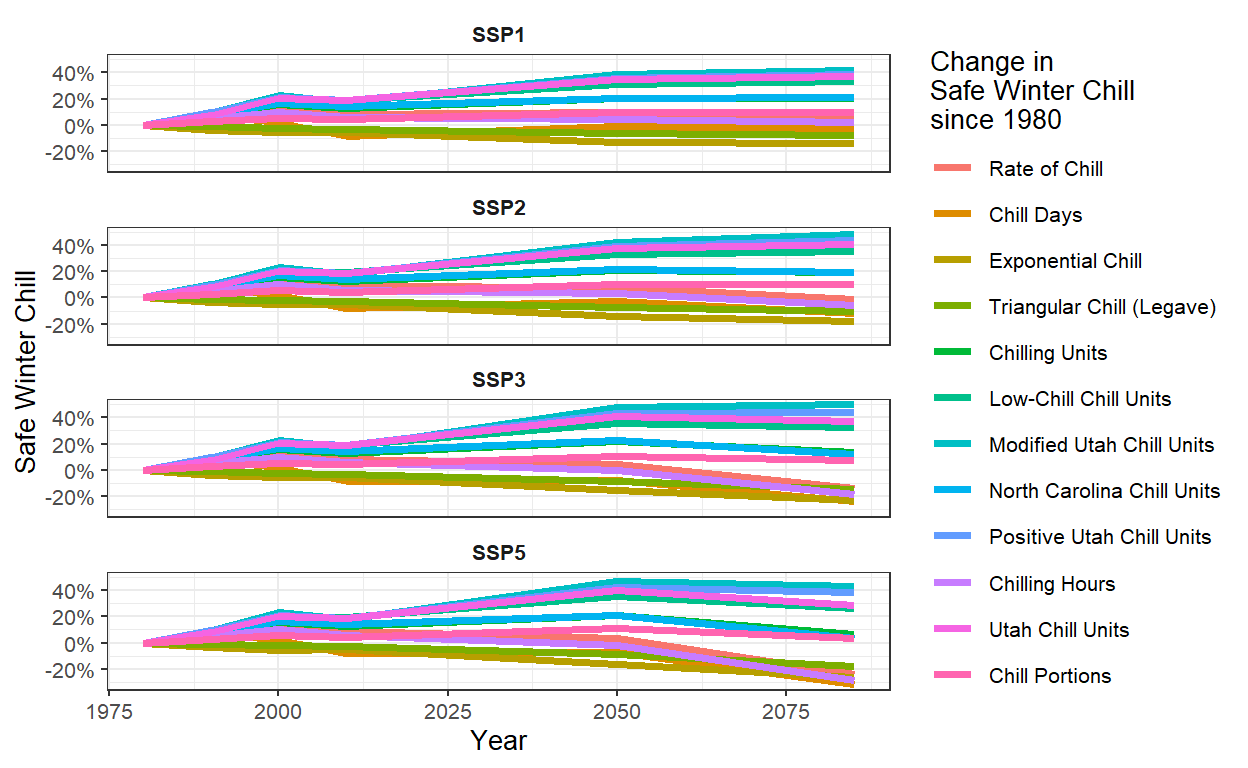 SSP1
40%
20%
0%
-20%
SSP2
40%
20%
0%
-20%
SSP3
40%
20%
0%
-20%
SSP5
40%
20%
0%
-20%
1975 2000 2025 2050 2075
Year
Safe Winter Chill
Change in
Safe Winter Chill
since 1980
Rate of Chill
Chill Days
Exponential Chill
Triangular Chill (Legave)
Chilling Units
Low-Chill Chill Units
Modified Utah Chill Units
North Carolina Chill Units
Positive Utah Chill Units
Chilling Hours
Utah Chill Units
Chill Portions